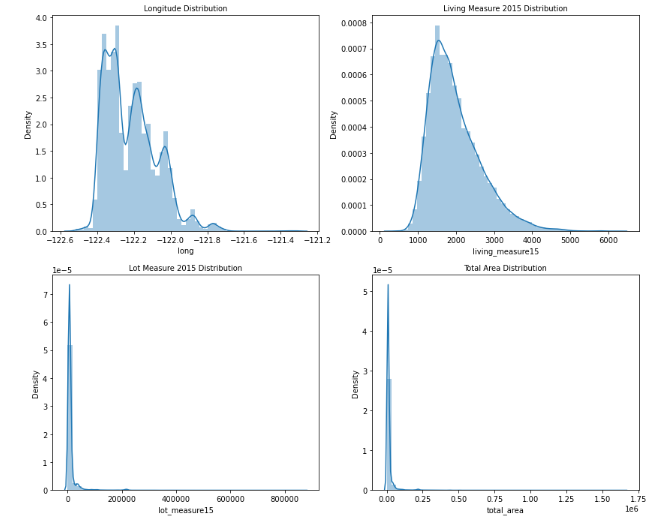 Longitude Distribution
4.0
3.5
3.0
2.5
2.0
1.5
1.0
0.5
0.0
Density
−122.6 −122.4 −122.2 −122.0 −121.8 −121.6 −121.4 −121.2
long
Living Measure 2015 Distribution
0.0008
0.0007
0.0006
0.0005
0.0004
0.0003
0.0002
0.0001
0.0000
Density
0 1000 2000 3000 4000 5000 6000
living_measure15
Lot Measure 2015 Distribution
1e−5
7
6
5
4
3
2
1
0
Density
0 200000 400000 600000 800000
lot_measure15
Total Area Distribution
1e−5
5
4
3
2
1
0
Density
0.00 0.25 0.50 0.75 1.00 1.25 1.50 1.75
1e6
total_area